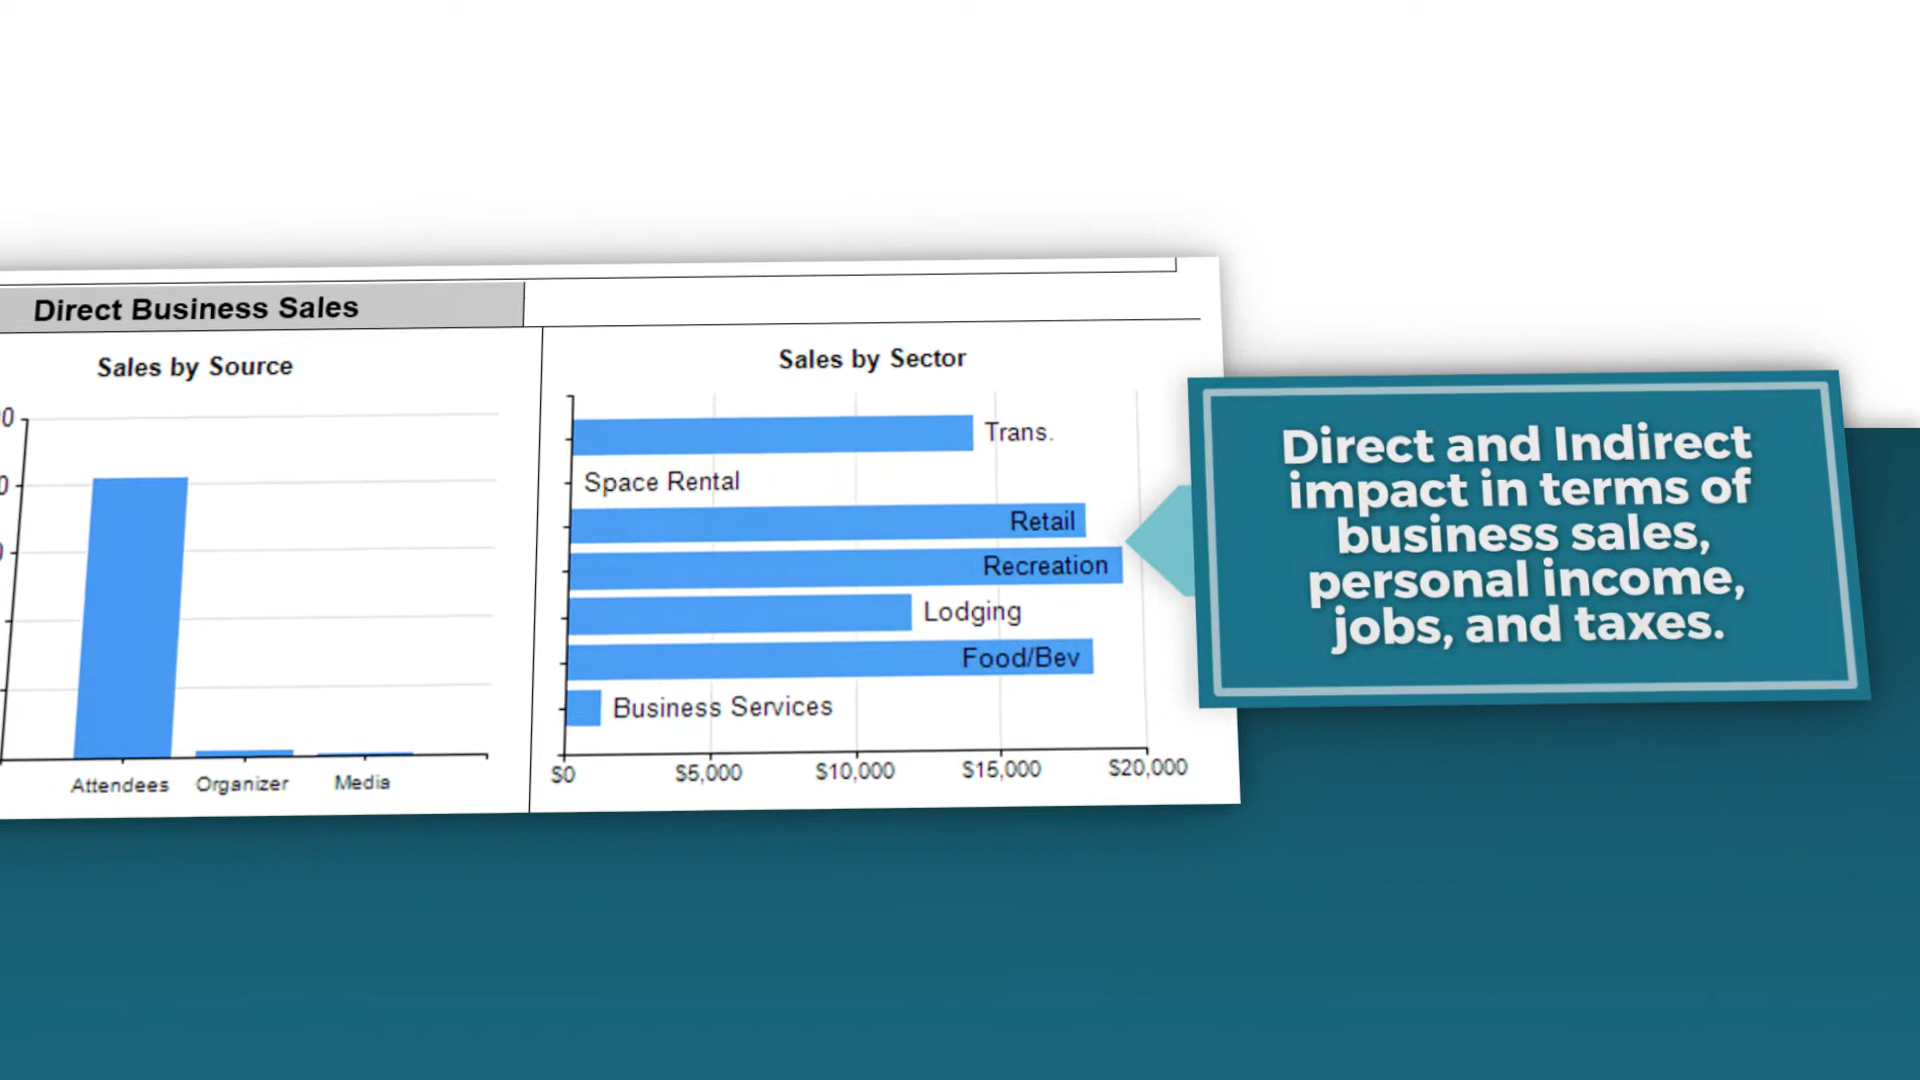 Direct Business Sales
Sales by Source
Attendees Organizer Media
Sales by Sector
Trans.
Space Rental
Retail
Recreation
Lodging
Food/Bev
Business Services
$0 $5,000 $10,000 $15,000 $20,000
Direct and Indirect
impact in terms of
business sales,
personal income,
jobs, and taxes.